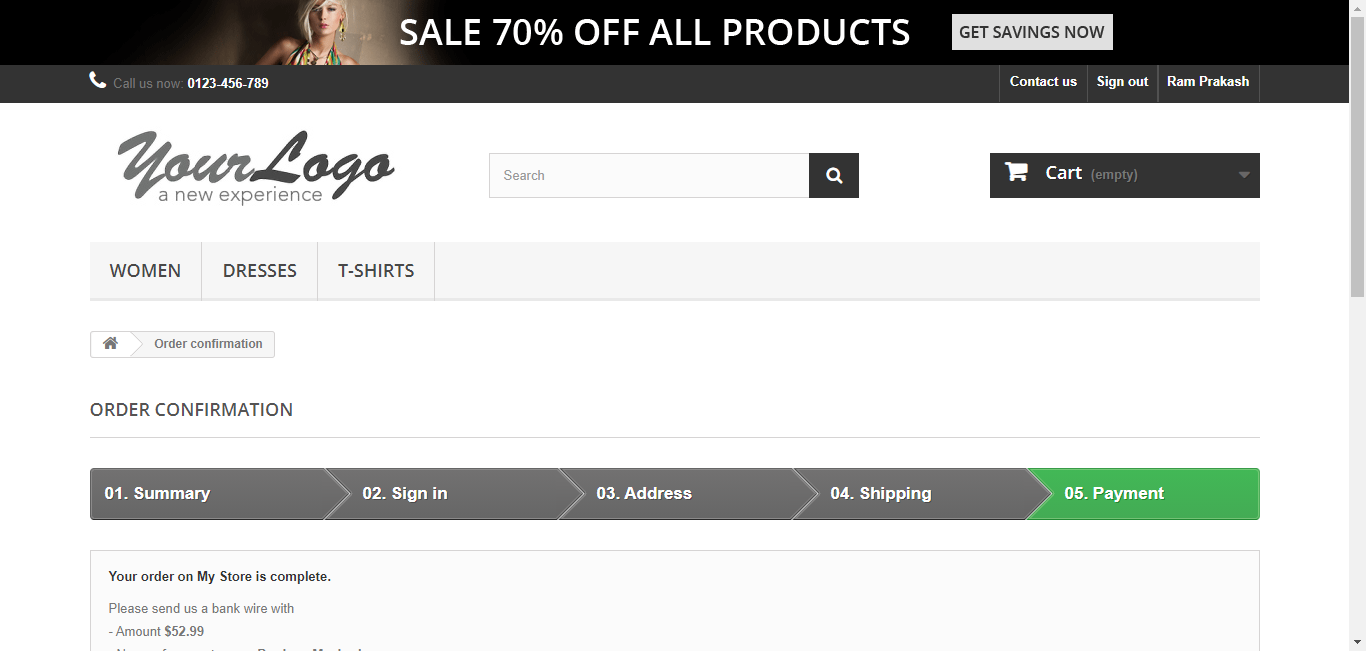 SALE 70% OFF ALL PRODUCTS
GET SAVINGS NOW
Call us now: 0123-456-789
Contact us
Sign out
Ram Prakash
YourLogo
a new experience
Search
Cart (empty)
WOMEN
DRESSES
T-SHIRTS
Order confirmation
ORDER CONFIRMATION
01. Summary
02. Sign in
03. Address
04. Shipping
05. Payment
Your order on My Store is complete.
Please send us a bank wire with
- Amount $52.99